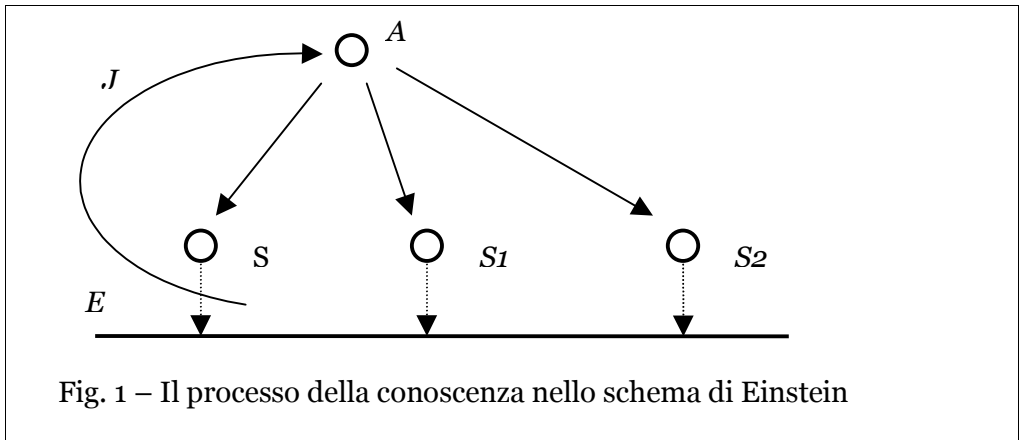 A
J
S
S1
S2
E
Fig. 1 – Il processo della conoscenza nello schema di Einstein